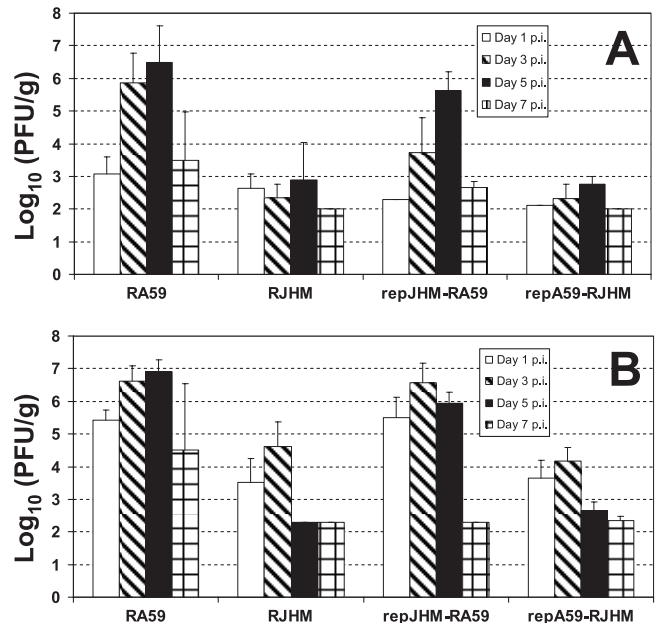 A
Log10 (PFU/g)
8
7
6
5
4
3
2
1
0
Day 1 p.i.
Day 3 p.i.
Day 5 p.i.
Day 7 p.i.
RA59 RJHM repJHM-RA59 repA59-RJHM
B
Log10 (PFU/g)
8
7
6
5
4
3
2
1
0
Day 1 p.i.
Day 3 p.i.
Day 5 p.i.
Day 7 p.i.
RA59 RJHM repJHM-RA59 repA59-RJHM